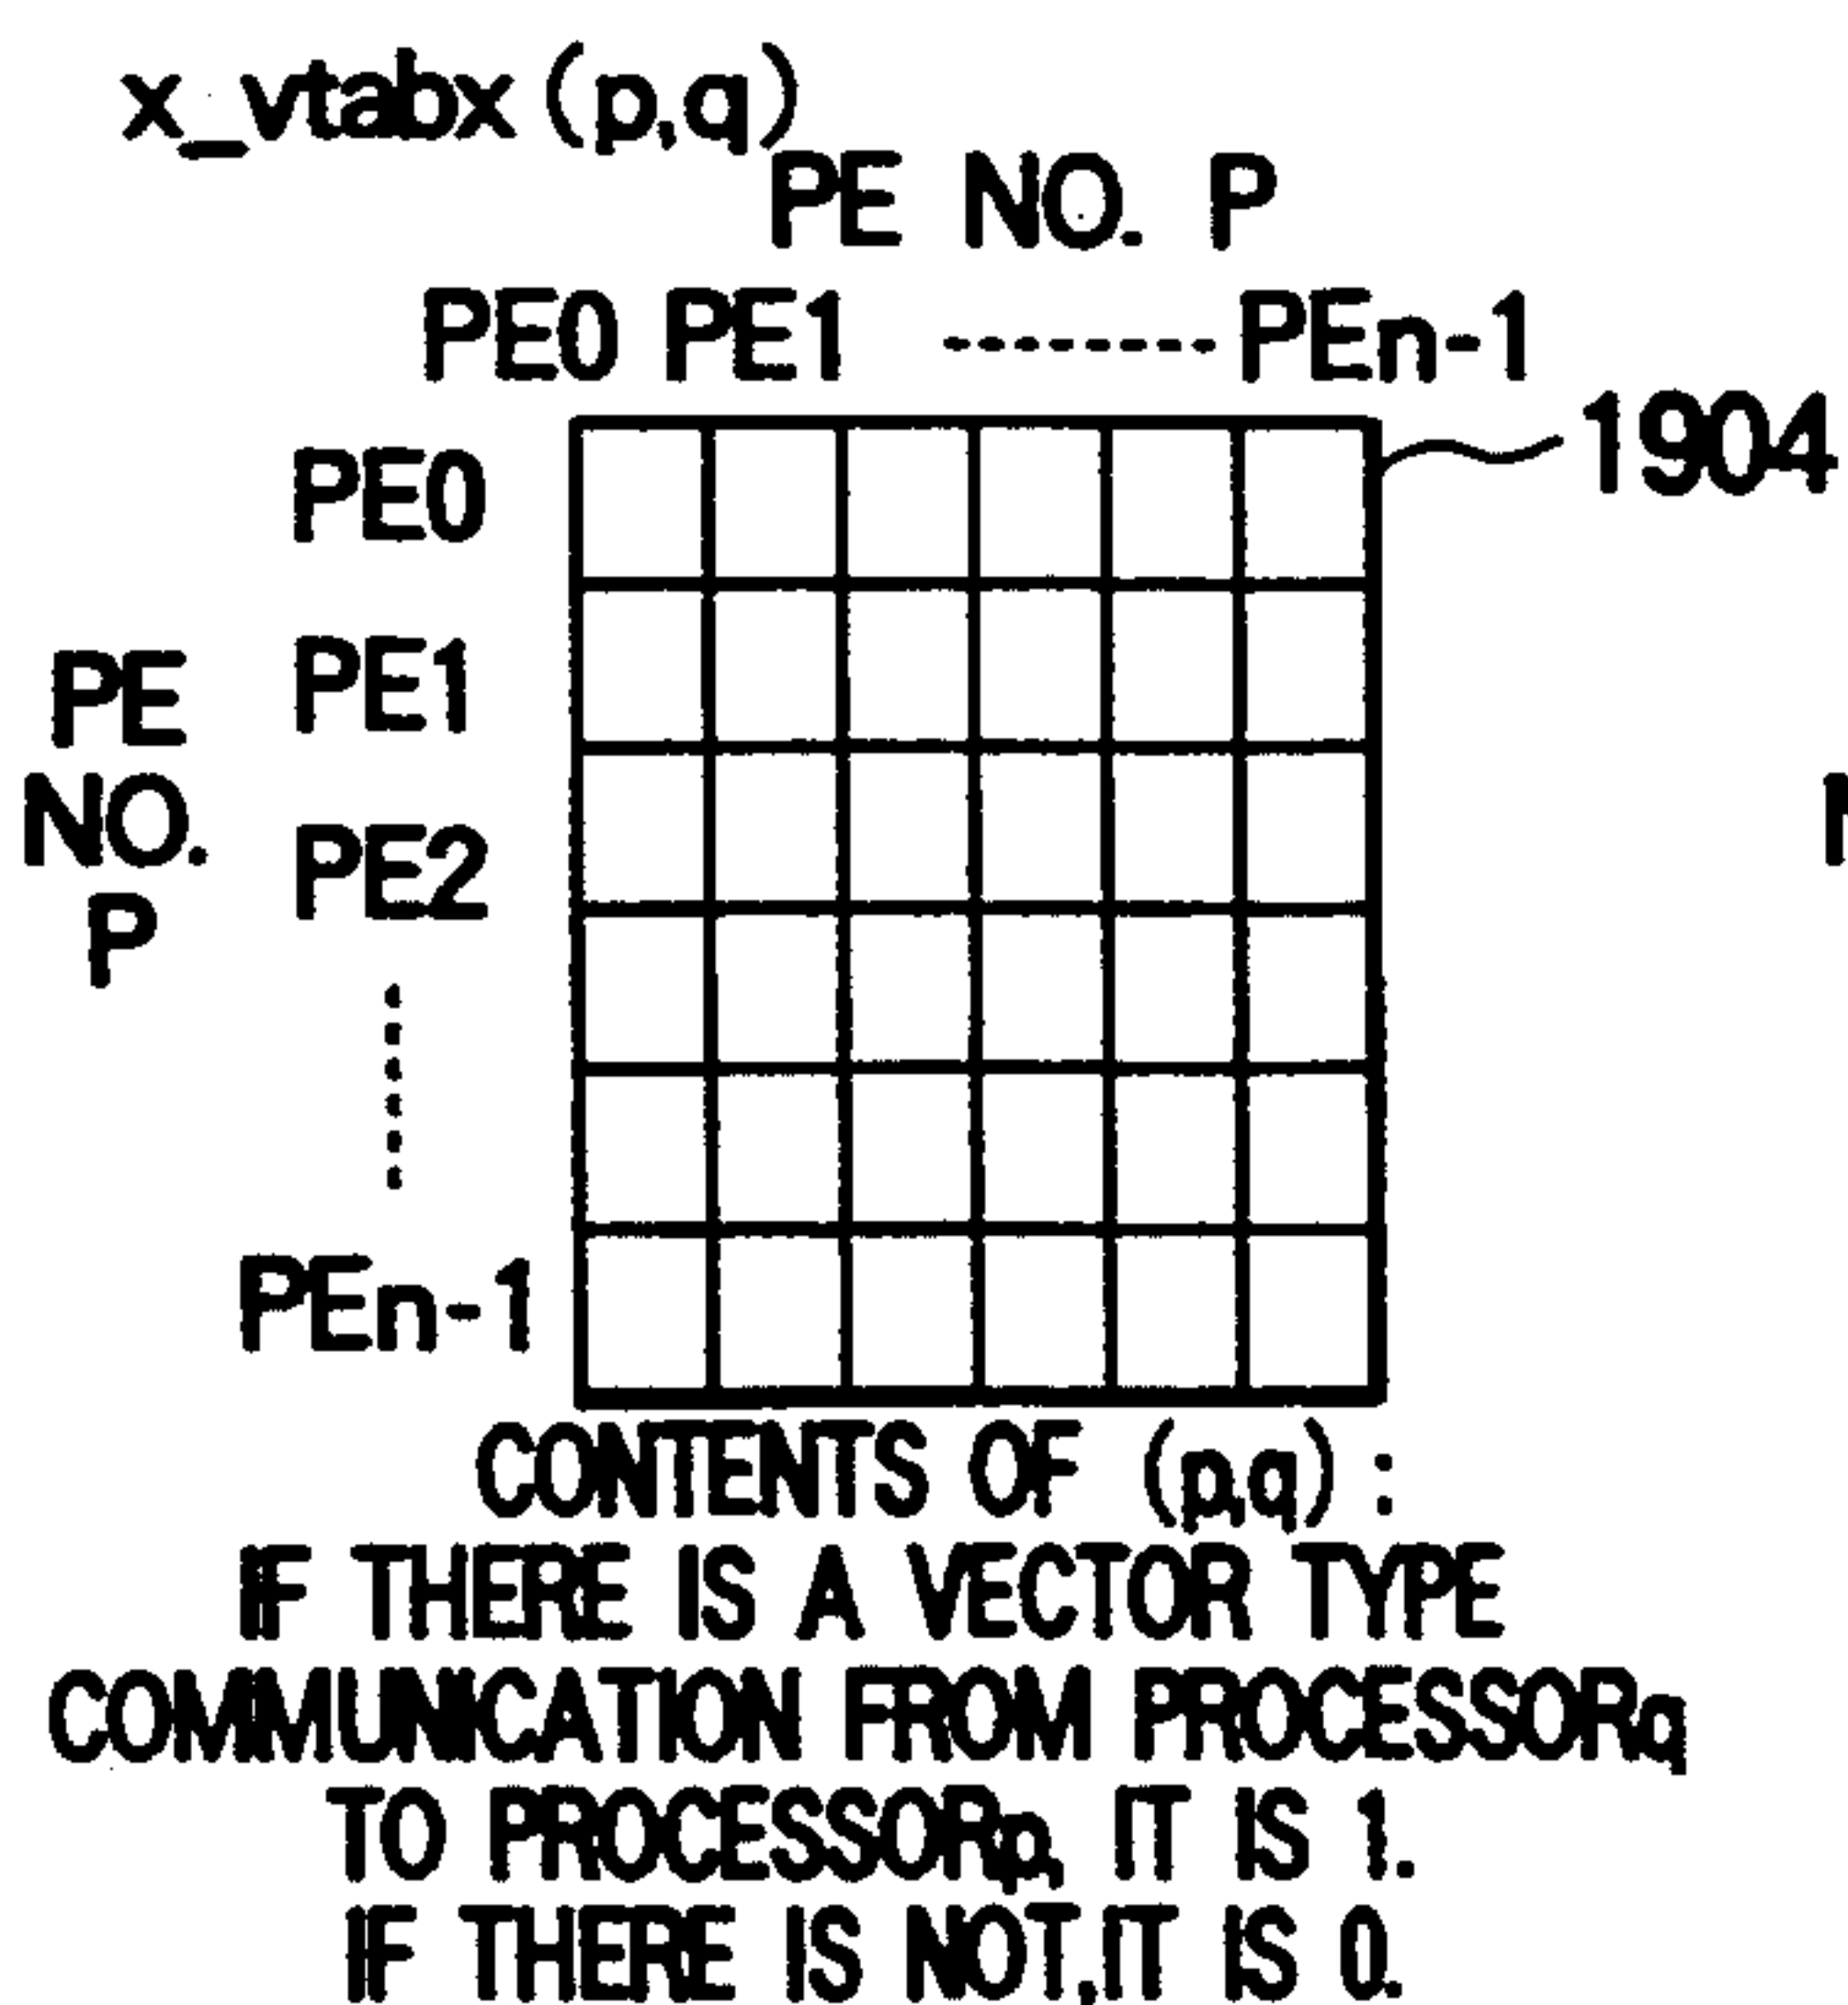 x_vtabx (p,q)
PE NO. P
PE0 PE1 -------- PEn-1
1904
PE0
PE1
PE2
PEn-1
PE
NO.
P
CONTENTS OF (p,q) :
IF THERE IS A VECTOR TYPE
COMMUNICATION FROM PROCESSORq
TO PROCESSORp, IT IS 1.
IF THERE IS NOT,IT IS 0.